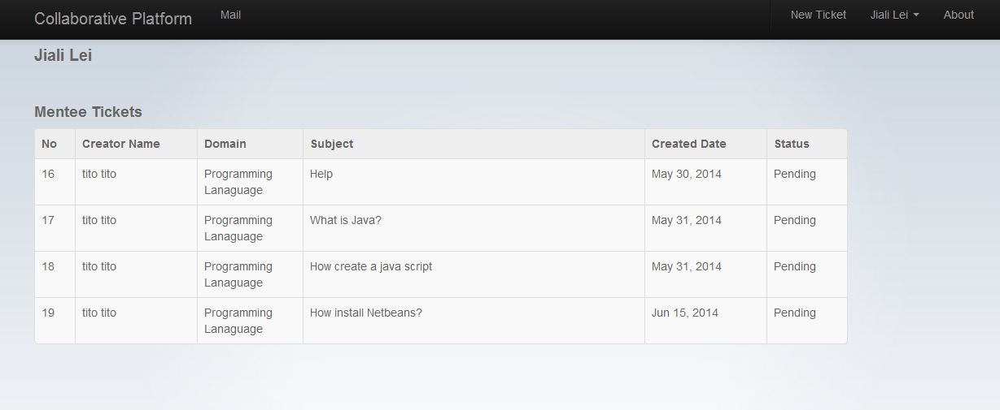 Collaborative Platform Mail New Ticket Jiali Lei About
Jiali Lei
Mentee Tickets
No Creator Name Domain Subject Created Date Status
16 tito tito Programming Help May 30, 2014 Pending
Lanaguage
17 tito tito Programming What is Java? May 31, 2014 Pending
Lanaguage
18 tito tito Programming How create a java script May 31, 2014 Pending
Lanaguage
19 tito tito Programming How install Netbeans? Jun 15, 2014 Pending
Lanaguage